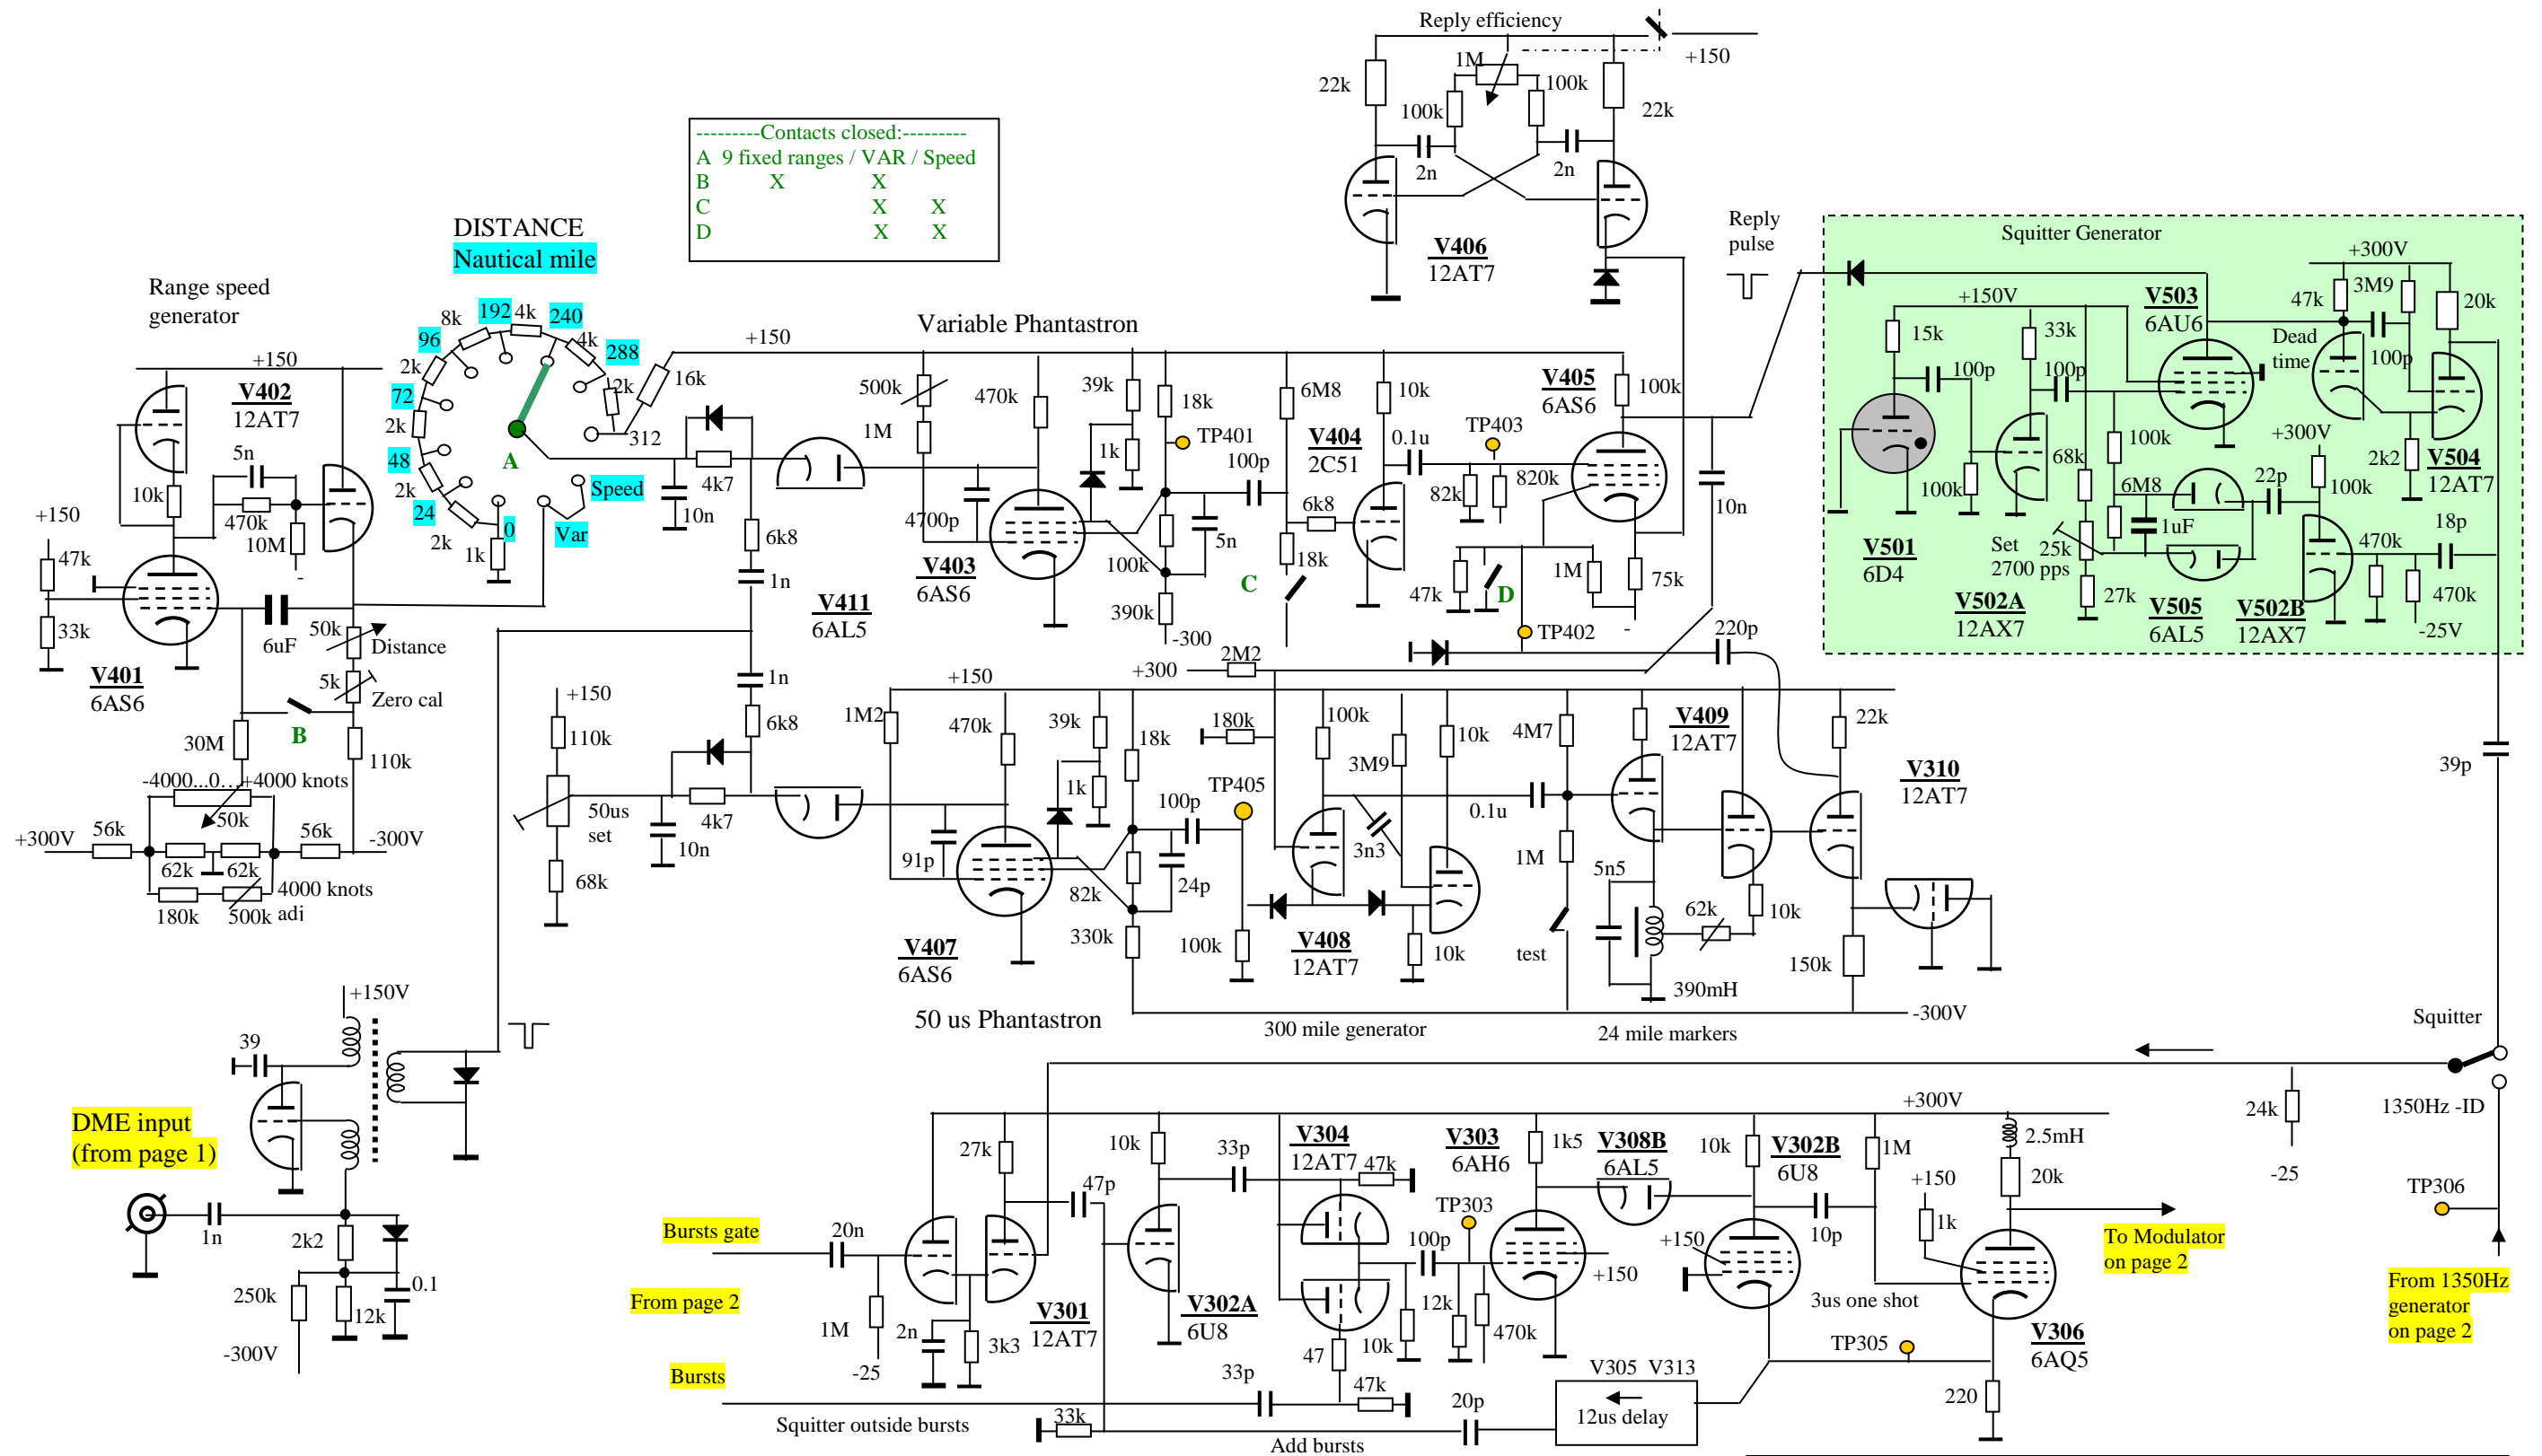 Reply efficiency
+150
22k
1M
100k
100k
22k
2n
2n
V406
12AT7
---------Contacts closed:---------
A 9 fixed ranges / VAR / Speed
B X X
C X X
D X X
DISTANCE
Nautical mile
Range speed
generator
+150
V402
12AT7
5n
10k
470k
10M
-
+150
47k
33k
V401
6AS6
6uF
50k
Distance
5k
Zero cal
B
30M
110k
-4000...0...+4000 knots
50k
+300V
56k
62k
62k
56k
-300V
180k
500k
4000 knots
adj
0
24
48
72
96
192
240
288
312
Var
Speed
1k
2k
2k
2k
2k
8k
4k
4k
2k
16k
A
+150
Variable Phantastron
4k7
10n
6k8
1n
V411
6AL5
500k
1M
470k
4700p
V403
6AS6
39k
1k
18k
TP401
100k
5n
390k
-300
100p
6M8
6k8
18k
C
V404
2C51
10k
0.1u
TP403
82k
820k
V405
6AS6
100k
47k
D
1M
75k
-
TP402
10n
220p
Reply
pulse
Squitter Generator
+300V
+150V
V503
6AU6
47k
3M9
20k
15k
33k
Dead
time
100p
100p
100p
100k
68k
100k
+300V
2k2
V504
12AT7
6M8
22p
100k
1uF
V501
6D4
Set
2700 pps
25k
27k
V502A
12AX7
V505
6AL5
V502B
12AX7
470k
18p
470k
-25V
39p
1n
6k8
+150
110k
50us
set
68k
4k7
10n
+300
2M2
+150
1M2
470k
91p
39k
1k
18k
82k
24p
330k
100p
TP405
100k
V407
6AS6
50 us Phantastron
180k
100k
3M9
10k
3n3
V408
12AT7
10k
0.1u
4M7
1M
test
V409
12AT7
5n5
62k
10k
390mH
22k
V310
12AT7
150k
-300V
300 mile generator
24 mile markers
+150V
39
DME input
(from page 1)
1n
2k2
250k
12k
0.1
-300V
Squitter
1350Hz -ID
24k
-25
TP306
From 1350Hz
generator
on page 2
+300V
27k
10k
47p
Bursts gate
20n
1M
-25
2n
3k3
V301
12AT7
From page 2
Bursts
V302A
6U8
33p
V304
12AT7
47k
47
47k
10k
33p
100p
TP303
12k
470k
V303
6AH6
1k5
+150
V308B
6AL5
10k
V302B
6U8
+150
10p
1M
+150
1k
2.5mH
20k
To Modulator
on page 2
3us one shot
V306
6AQ5
TP305
220
V305 V313
12us delay
20p
33k
Squitter outside bursts
Add bursts